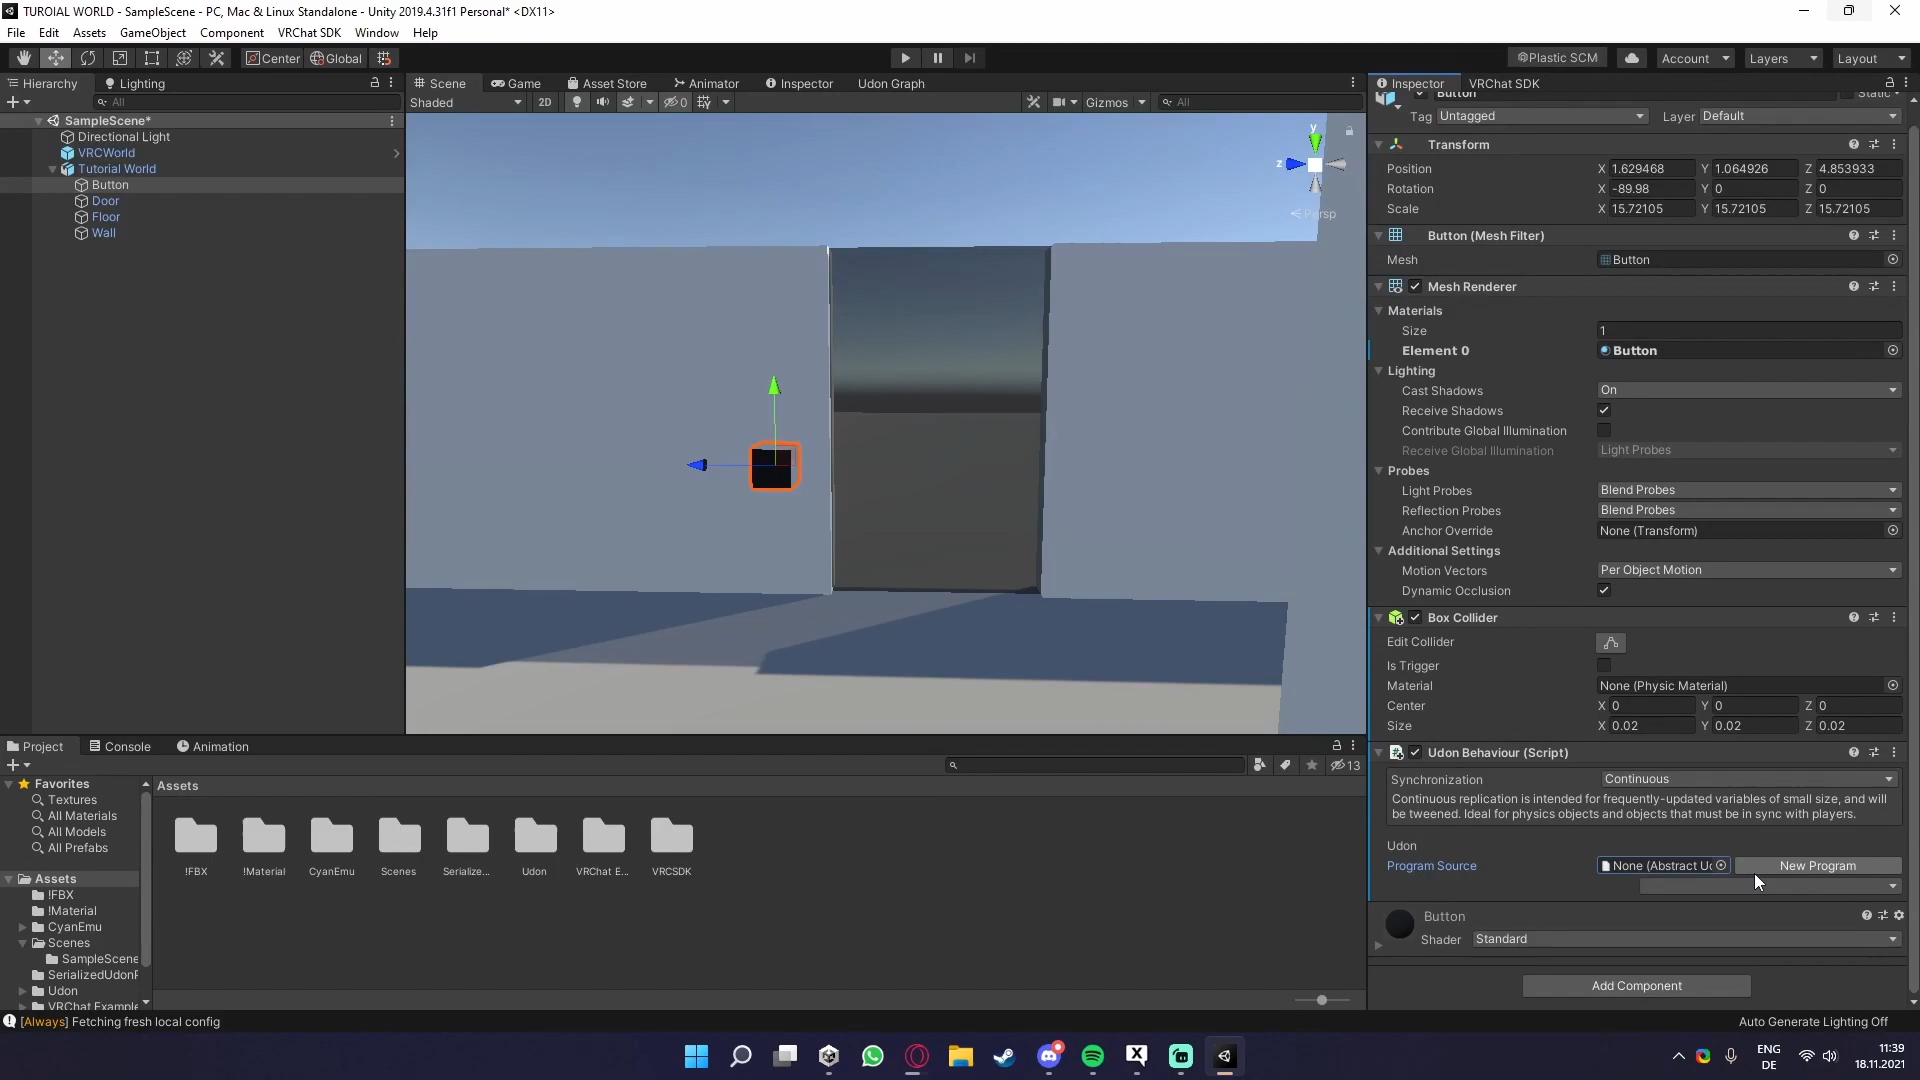 TUROIAL WORLD - SampleScene - PC, Mac & Linux Standalone - Unity 2019.4.31f1 Personal* <DX11>
File Edit Assets GameObject Component VRChat SDK Window Help
Center Global Plastic SCM Account Layers Layout
Hierarchy Lighting
All
SampleScene*
Directional Light
VRCWorld
Tutorial World
Button
Door
Floor
Wall
Scene Game Asset Store Animator Inspector Udon Graph
Shaded 2D 0 Gizmos All
y
z
Persp
Inspector VRChat SDK
Button Static
Tag Untagged Layer Default
Transform
Position X 1.629468 Y 1.064926 Z 4.853933
Rotation X -89.98 Y 0 Z 0
Scale X 15.72105 Y 15.72105 Z 15.72105
Button (Mesh Filter)
Mesh Button
Mesh Renderer
Materials
Size 1
Element 0 Button
Lighting
Cast Shadows On
Receive Shadows
Contribute Global Illumination
Receive Global Illumination Light Probes
Probes
Light Probes Blend Probes
Reflection Probes Blend Probes
Anchor Override None (Transform)
Additional Settings
Motion Vectors Per Object Motion
Dynamic Occlusion
Box Collider
Edit Collider
Is Trigger
Material None (Physic Material)
Center X 0 Y 0 Z 0
Size X 0.02 Y 0.02 Z 0.02
Udon Behaviour (Script)
Synchronization Continuous
Continuous replication is intended for frequently-updated variables of small size, and will
be tweened. Ideal for physics objects and objects that must be in sync with players.
Udon
Program Source None (Abstract Uc New Program
Button
Shader Standard
Add Component
Project Console Animation
13
Favorites
Textures
All Materials
All Models
All Prefabs
Assets
!FBX
!Material
CyanEmu
Scenes
SampleScene
SerializedUdonP
Udon
VRChat Example
Assets
!FBX !Material CyanEmu Scenes Serialize... Udon VRChat E... VRCSDK
[Always] Fetching fresh local config
Auto Generate Lighting Off
ENG
DE
11:39
18.11.2021